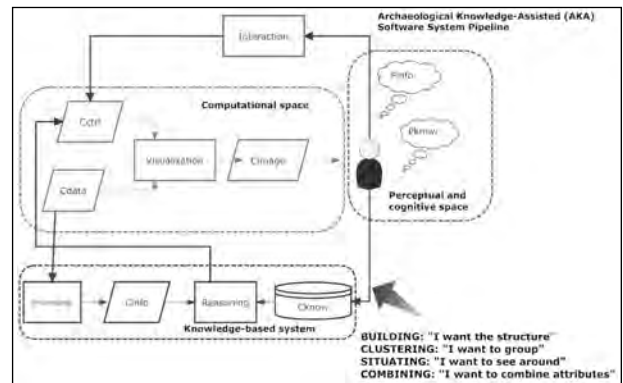 Archaeological Knowledge-Assisted (AKA)
Software System Pipeline
Interaction
Pinfo
Computational space
Cctrl
Pknow
Visualization
Cimage
Cdata
Perceptual and
cognitive space
Cinfo
Reasoning
Cknow
Knowledge-based system
BUILDING: "I want the structure"
CLUSTERING: "I want to group"
SITUATING: "I want to see around"
COMBINING: "I want to combine attributes"